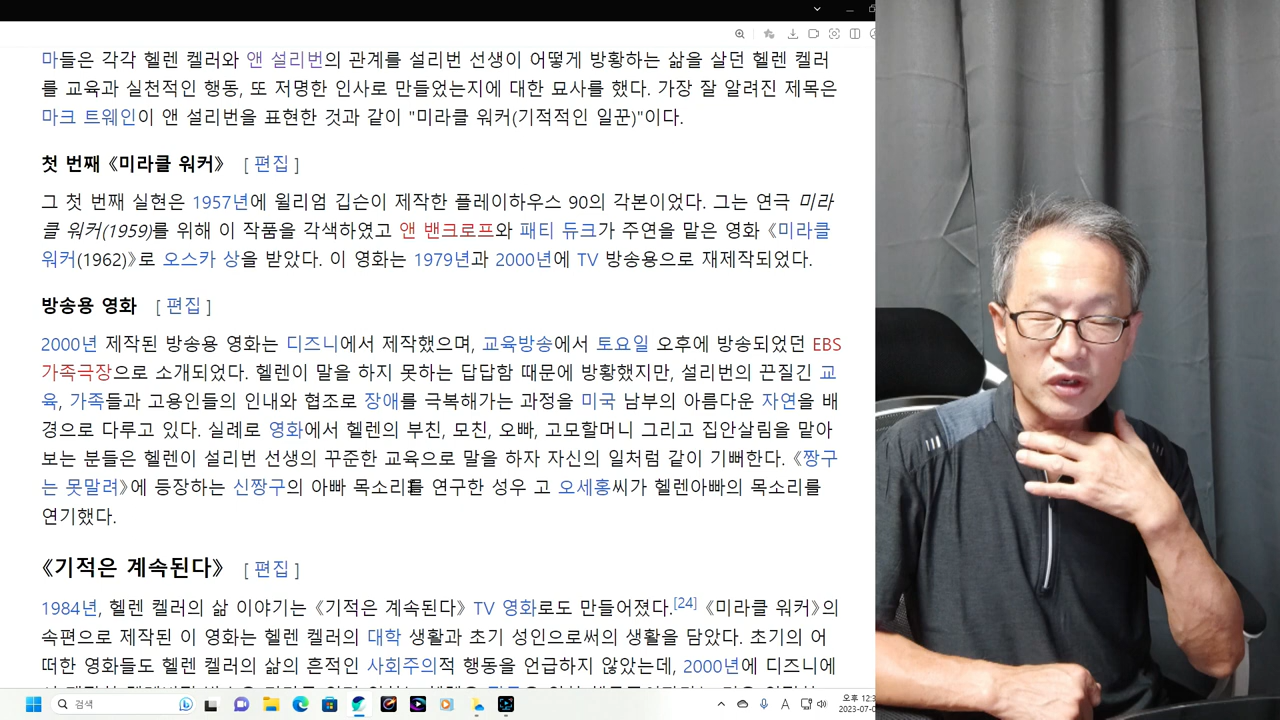 마들은 각각 헬렌 켈러와 앤 설리번의 관계를 설리번 선생이 어떻게 방황하는 삶을 살던 헬렌 켈러
를 교육과 실천적인 행동, 또 저명한 인사로 만들었는지에 대한 묘사를 했다. 가장 잘 알려진 제목은
마크 트웨인이 앤 설리번을 표현한 것과 같이 "미라클 워커(기적적인 일꾼)"이다.
첫 번째 《미라클 워커》 [ 편집 ]
그 첫 번째 실현은 1957년에 윌리엄 깁슨이 제작한 플레이하우스 90의 각본이었다. 그는 연극 미라
클 워커(1959)를 위해 이 작품을 각색하였고 앤 밴크로프와 패티 듀크가 주연을 맡은 영화 《미라클
워커(1962)》로 오스카 상을 받았다. 이 영화는 1979년과 2000년에 TV 방송용으로 재제작되었다.
방송용 영화 [ 편집 ]
2000년 제작된 방송용 영화는 디즈니에서 제작했으며, 교육방송에서 토요일 오후에 방송되었던 EBS
가족극장으로 소개되었다. 헬렌이 말을 하지 못하는 답답함 때문에 방황했지만, 설리번의 끈질긴 교
육, 가족들과 고용인들의 인내와 협조로 장애를 극복해가는 과정을 미국 남부의 아름다운 자연을 배
경으로 다루고 있다. 실례로 영화에서 헬렌의 부친, 모친, 오빠, 고모할머니 그리고 집안살림을 맡아
보는 분들은 헬렌이 설리번 선생의 꾸준한 교육으로 말을 하자 자신의 일처럼 같이 기뻐한다. 《짱구
는 못말려》에 등장하는 신짱구의 아빠 목소리를 연구한 성우 고 오세홍씨가 헬렌아빠의 목소리를
연기했다.
《기적은 계속된다》 [ 편집 ]
1984년, 헬렌 켈러의 삶 이야기는 《기적은 계속된다》 TV 영화로도 만들어졌다.[24] 《미라클 워커》의
속편으로 제작된 이 영화는 헬렌 켈러의 대학 생활과 초기 성인으로써의 생활을 담았다. 초기의 어
떠한 영화들도 헬렌 켈러의 삶의 흔적인 사회주의적 행동을 언급하지 않았는데, 2000년에 디즈니에
검색
A
오후 12:3
2023-07-0